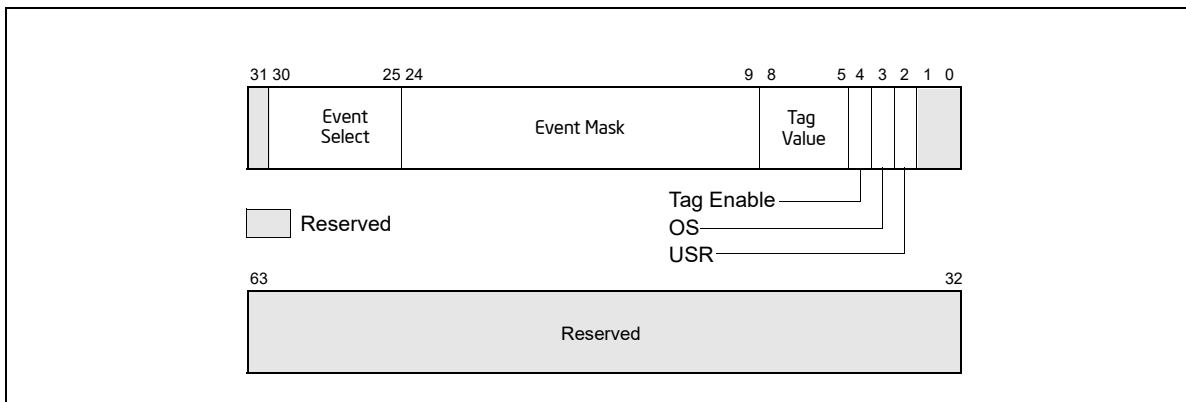 31 30 25 24 9 8 5 4 3 2 1 0
Event
Select
Event Mask
Tag
Value
Tag Enable
OS
USR
Reserved
63 32
Reserved